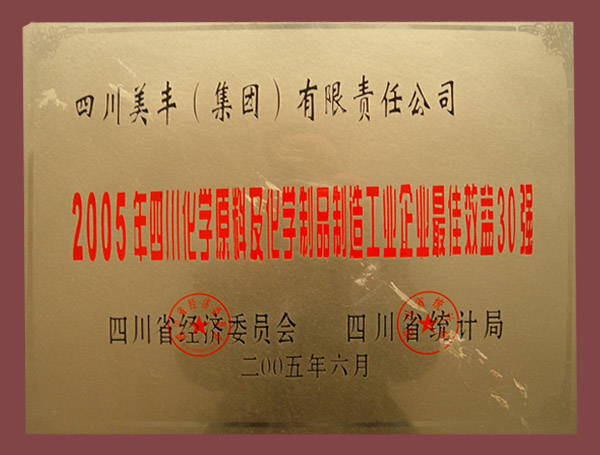 四川美丰（集团）有限责任公司
2005年四川化学原料及化学制品制造工业企业最佳效益30强
四川省经济委员会 四川省统计局
二00五年六月